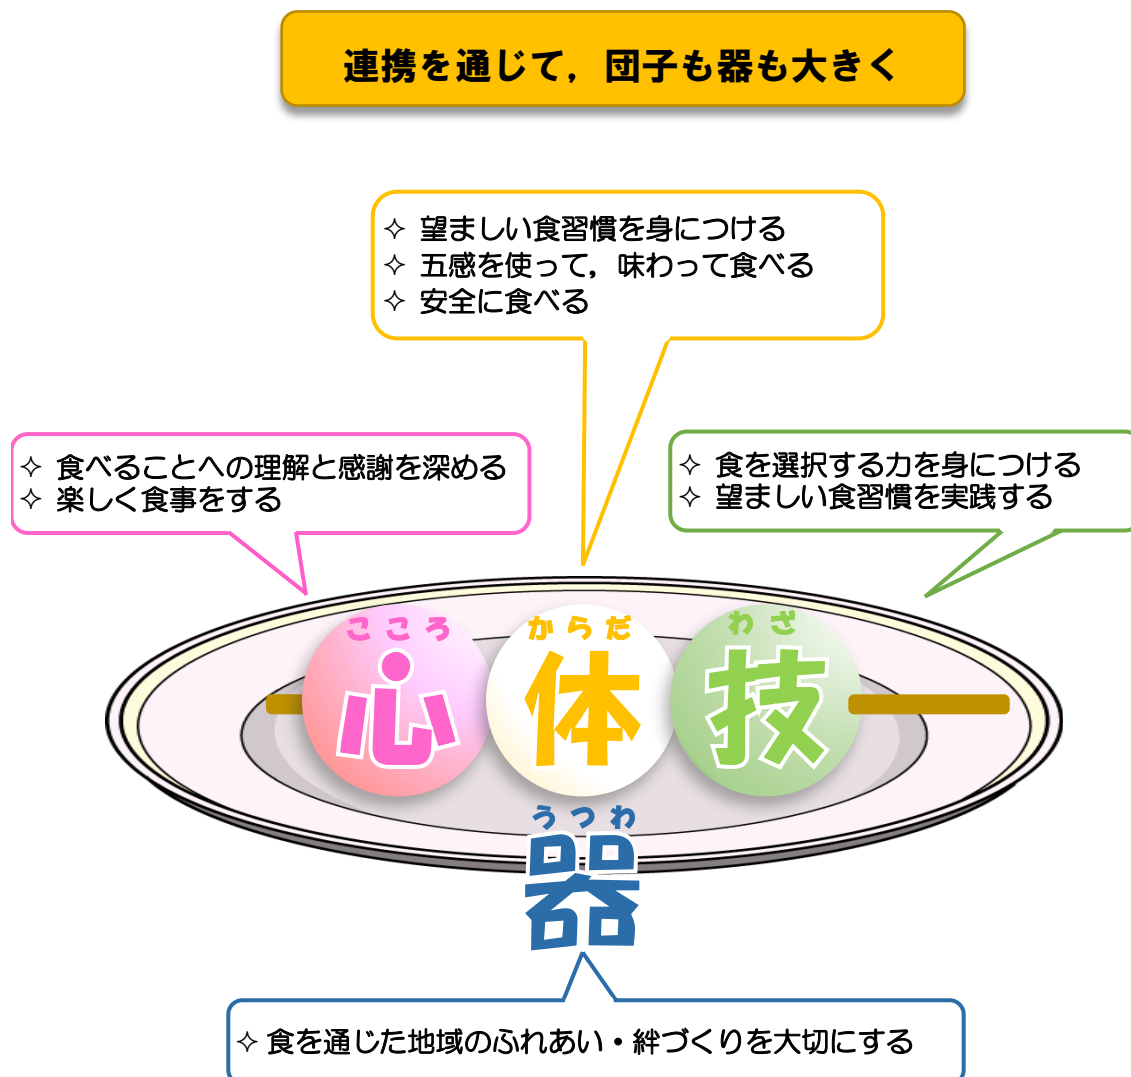 連携を通じて，団子も器も大きく
✧ 望ましい食習慣を身につける
✧ 五感を使って，味わって食べる
✧ 安全に食べる
✧ 食べることへの理解と感謝を深める
✧ 楽しく食事をする
✧ 食を選択する力を身につける
✧ 望ましい食習慣を実践する
こころ
心
からだ
体
わざ
技
うつわ
器
✧ 食を通じた地域のふれあい・絆づくりを大切にする